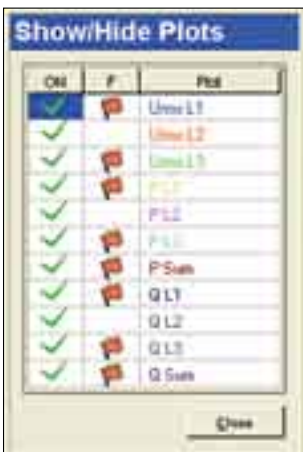 Show/Hide Plots
ON F Plot
Urms L1
Urms L2
Urms L3
P L1
P L2
P L3
P Sum
Q L1
Q L2
Q L3
Q Sum
Close